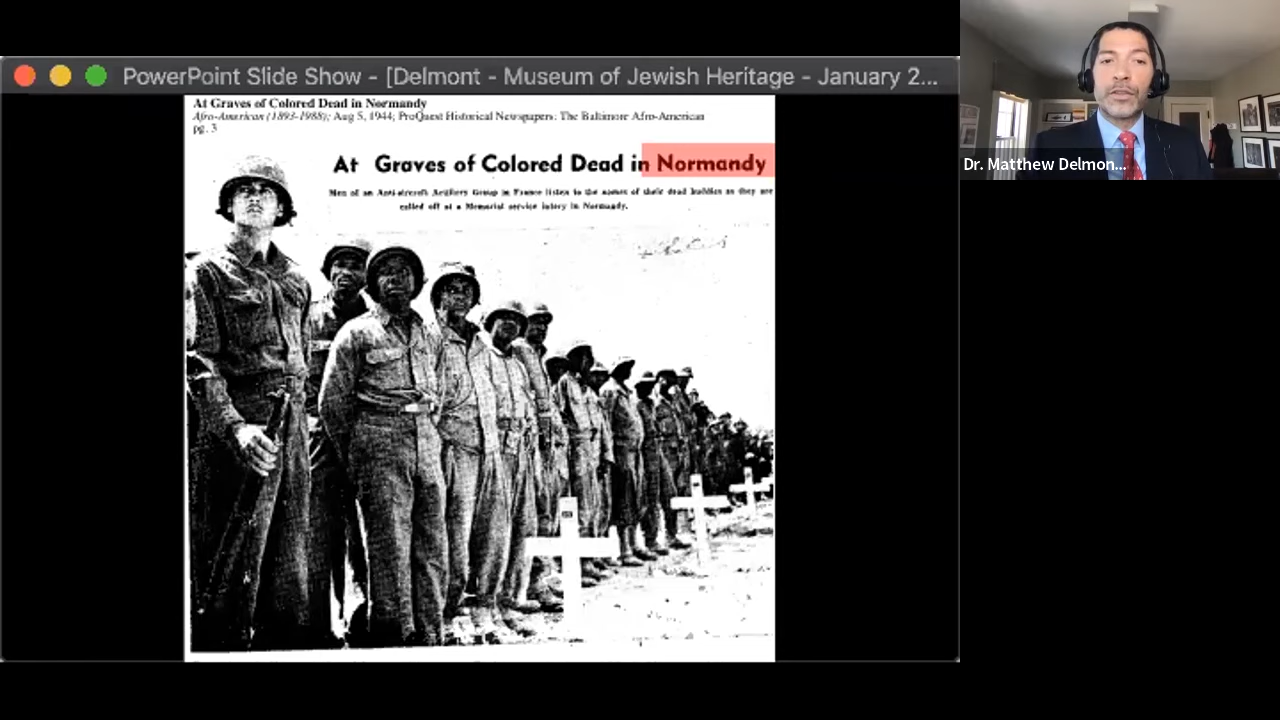 PowerPoint Slide Show - [Delmont - Museum of Jewish Heritage - January 2...
At Graves of Colored Dead in Normandy
Afro-American (1893-1988); Aug 5, 1944; ProQuest Historical Newspapers: The Baltimore Afro-American
pg. 3
At Graves of Colored Dead in Normandy
Men of an Anti-aircraft Artillery Group in France listen to the names of their dead buddies as they are
called off at a Memorial service in Normandy.
Dr. Matthew Delmon...